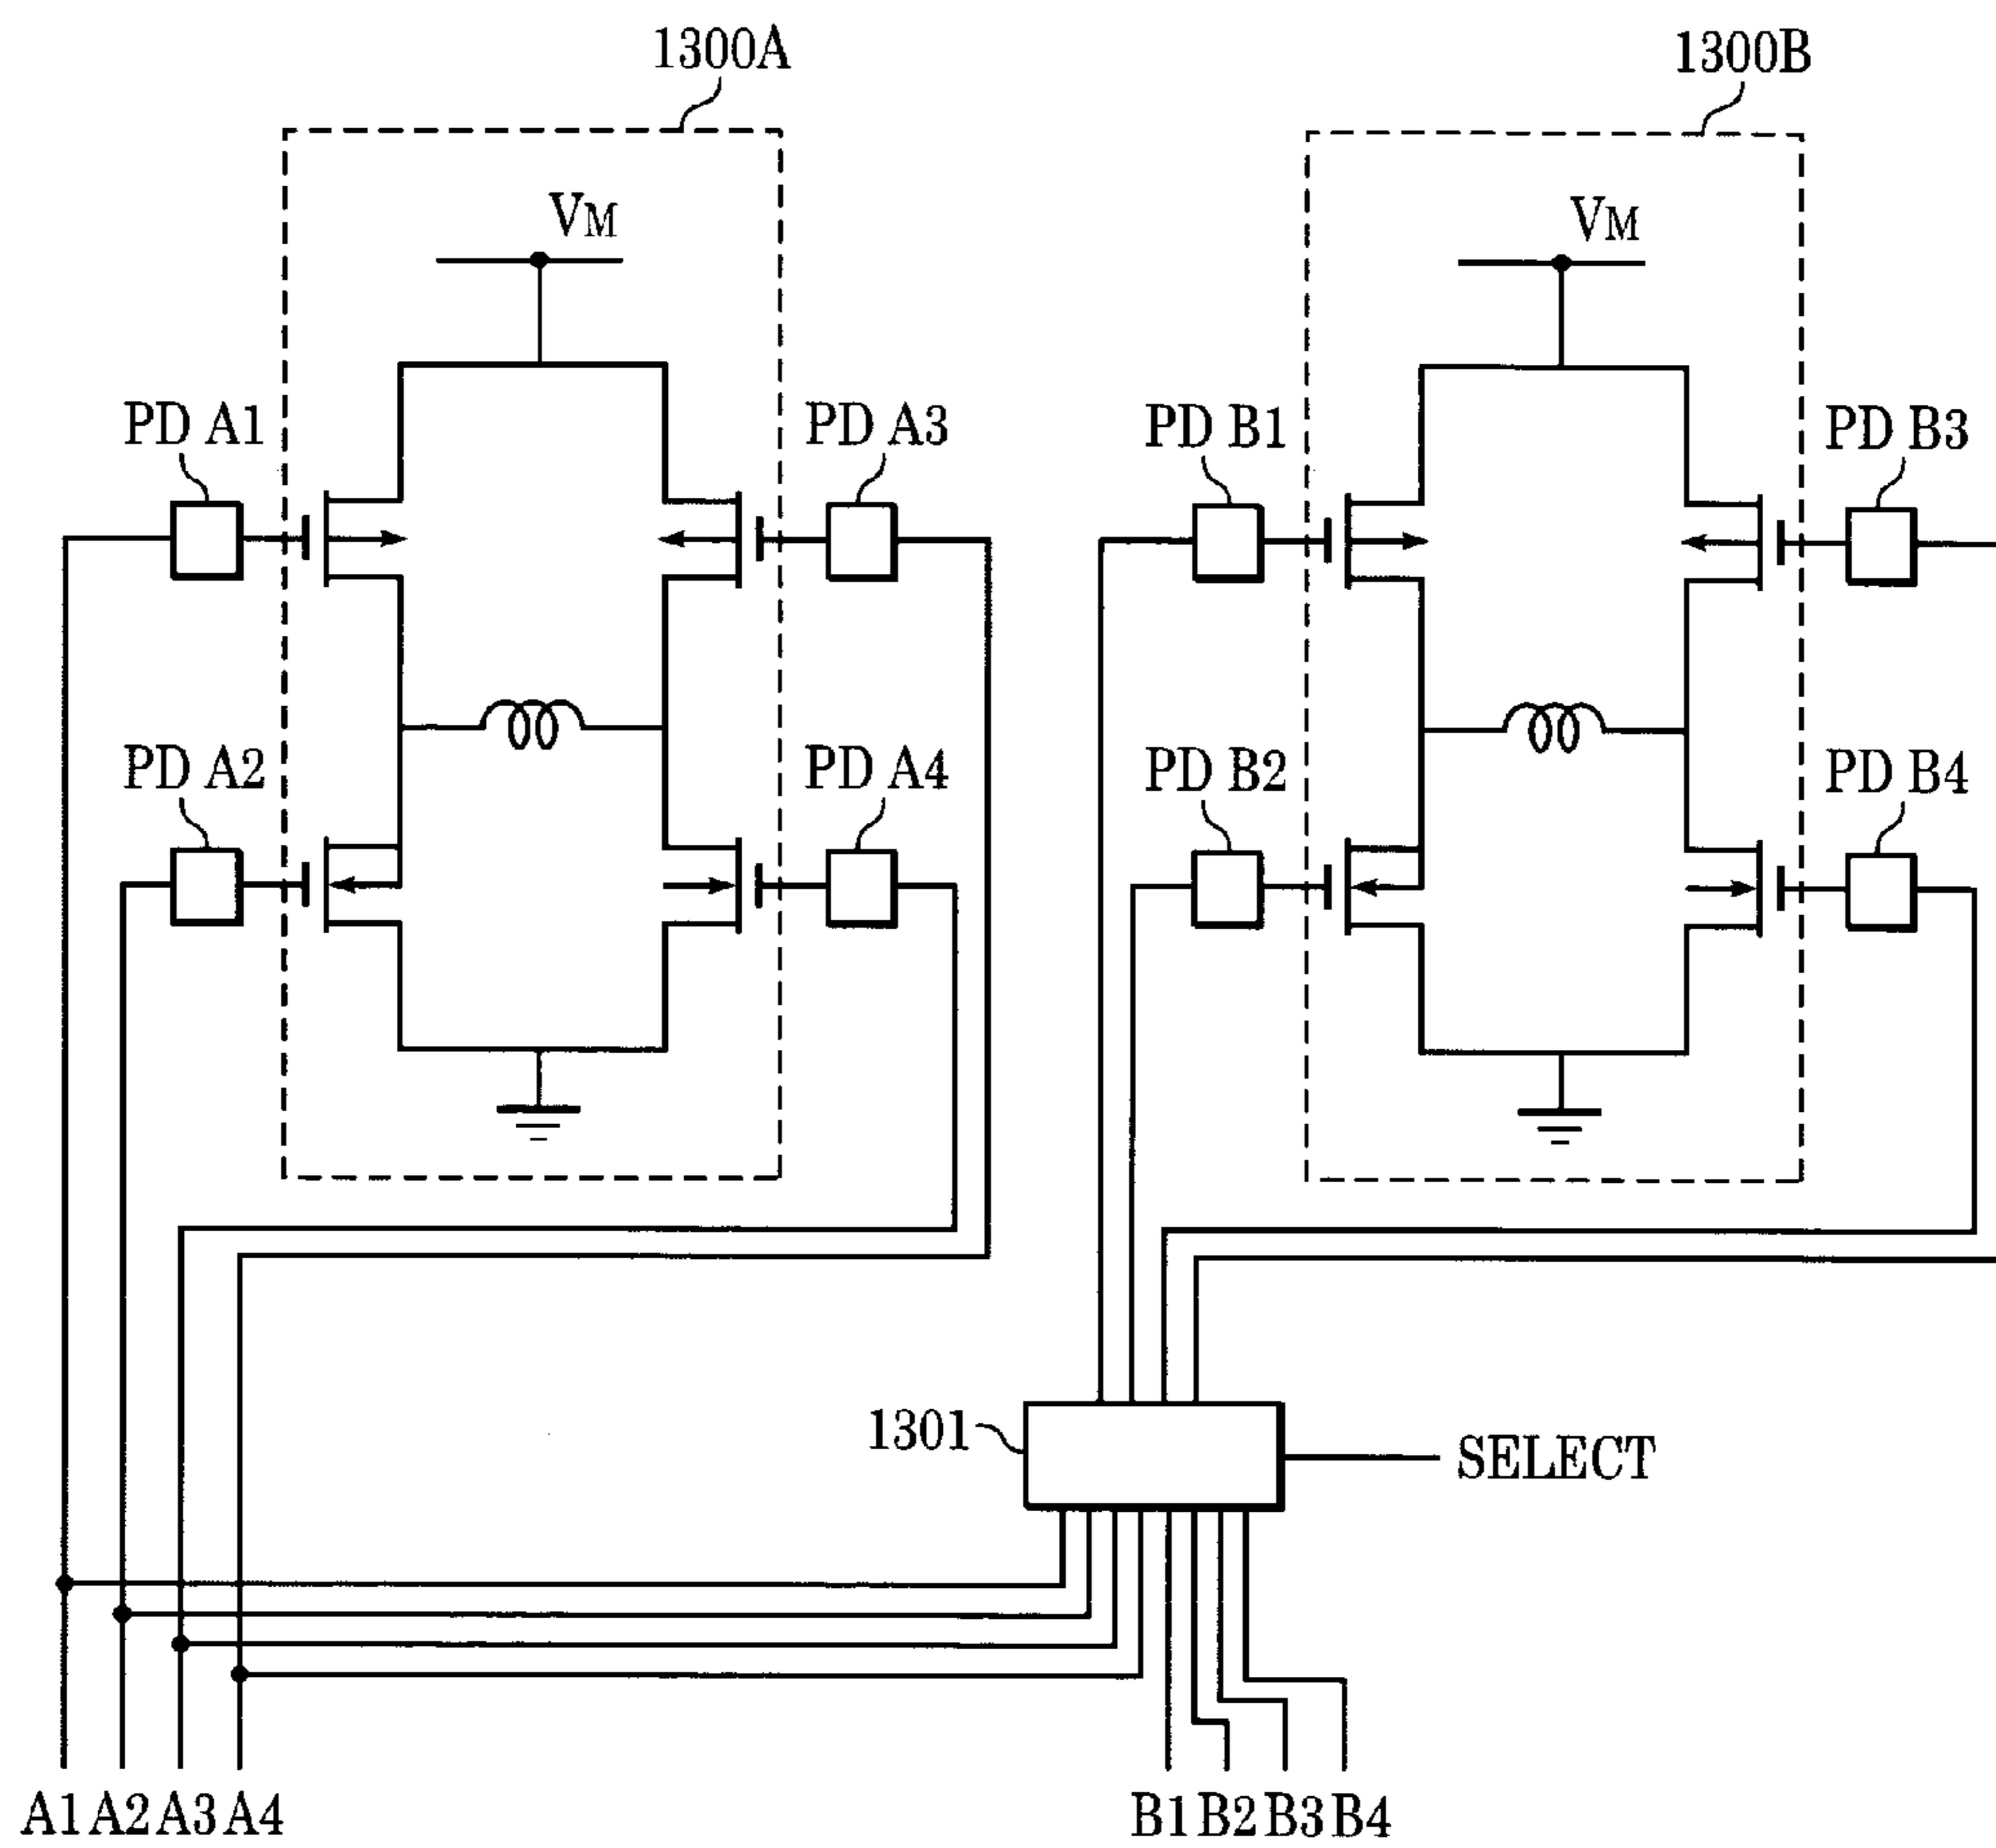 1300A
1300B
VM
VM
PD A1
PD A3
PD B1
PD B3
PD A2
PD A4
PD B2
PD B4
1301
SELECT
A1 A2 A3 A4
B1 B2 B3 B4